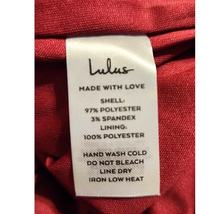 Lulus
MADE WITH LOVE
SHELL:
97% POLYESTER
3% SPANDEX
LINING:
100% POLYESTER
HAND WASH COLD
DO NOT BLEACH
LINE DRY
IRON LOW HEAT